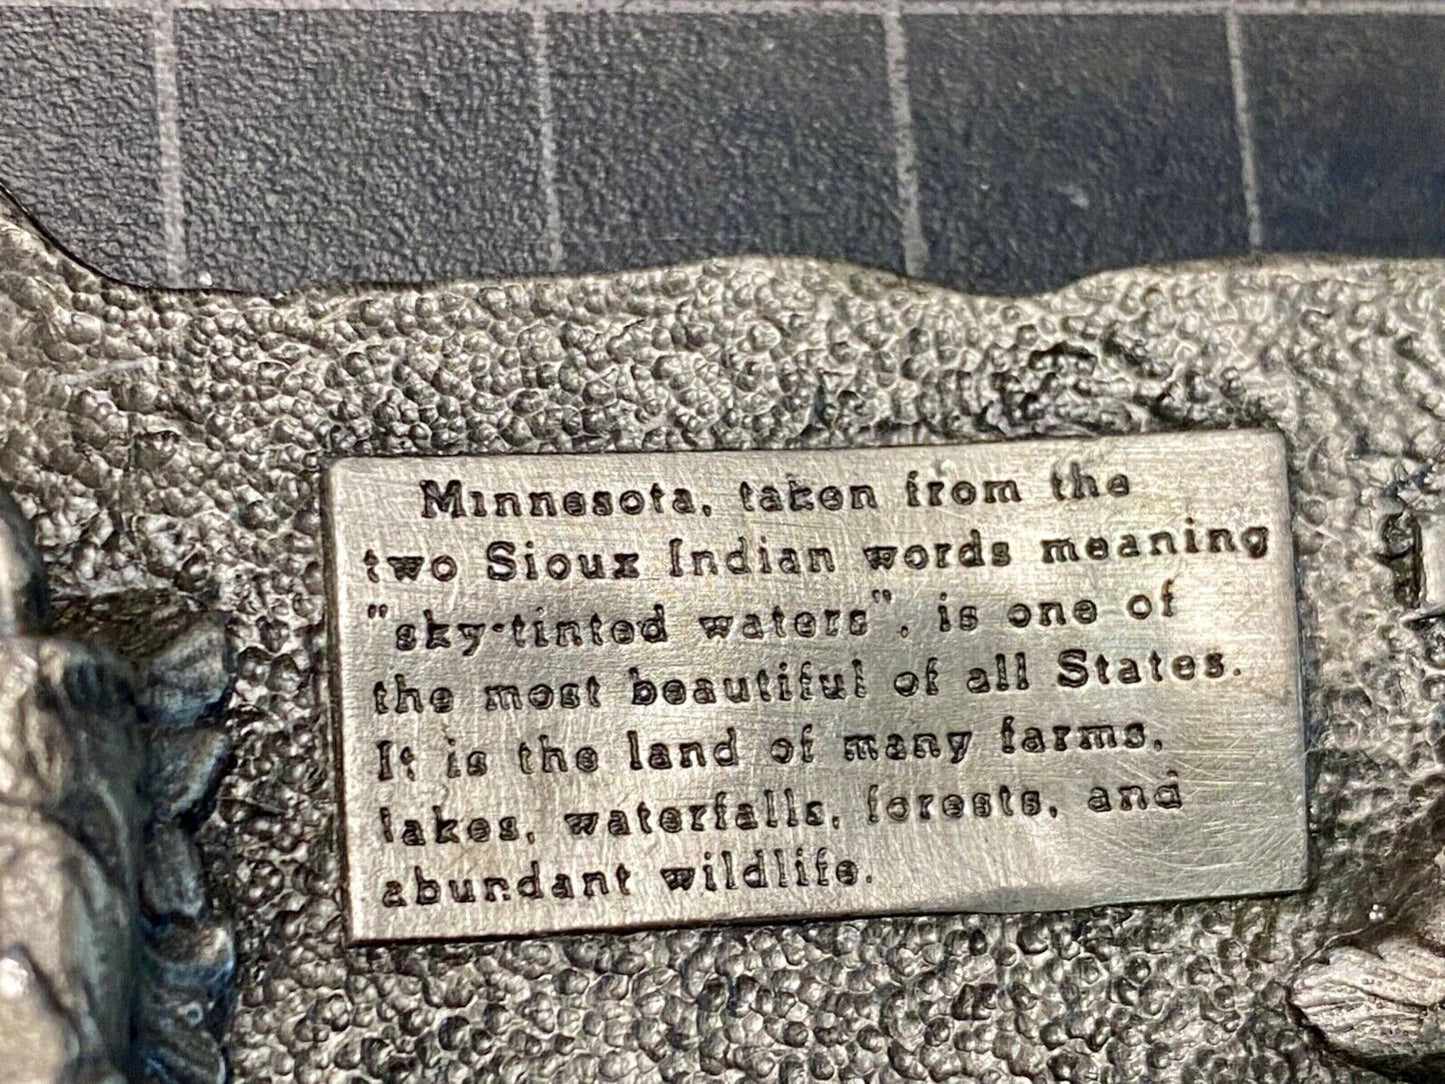 Minnesota, taken from the
two Sioux Indian words meaning
"sky-tinted waters", is one of
the most beautiful of all States.
It is the land of many farms,
lakes, waterfalls, forests, and
abundant wildlife.